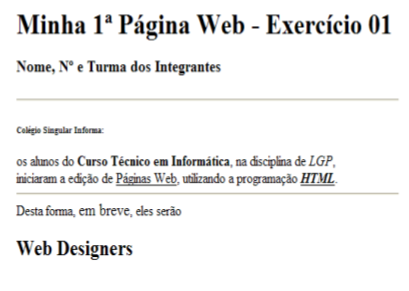 Minha 1ª Página Web - Exercício 01
Nome, Nº e Turma dos Integrantes
Colégio Singular Informa:
os alunos do Curso Técnico em Informática, na disciplina de LGP,
iniciaram a edição de Páginas Web, utilizando a programação HTML.
Desta forma, em breve, eles serão
Web Designers